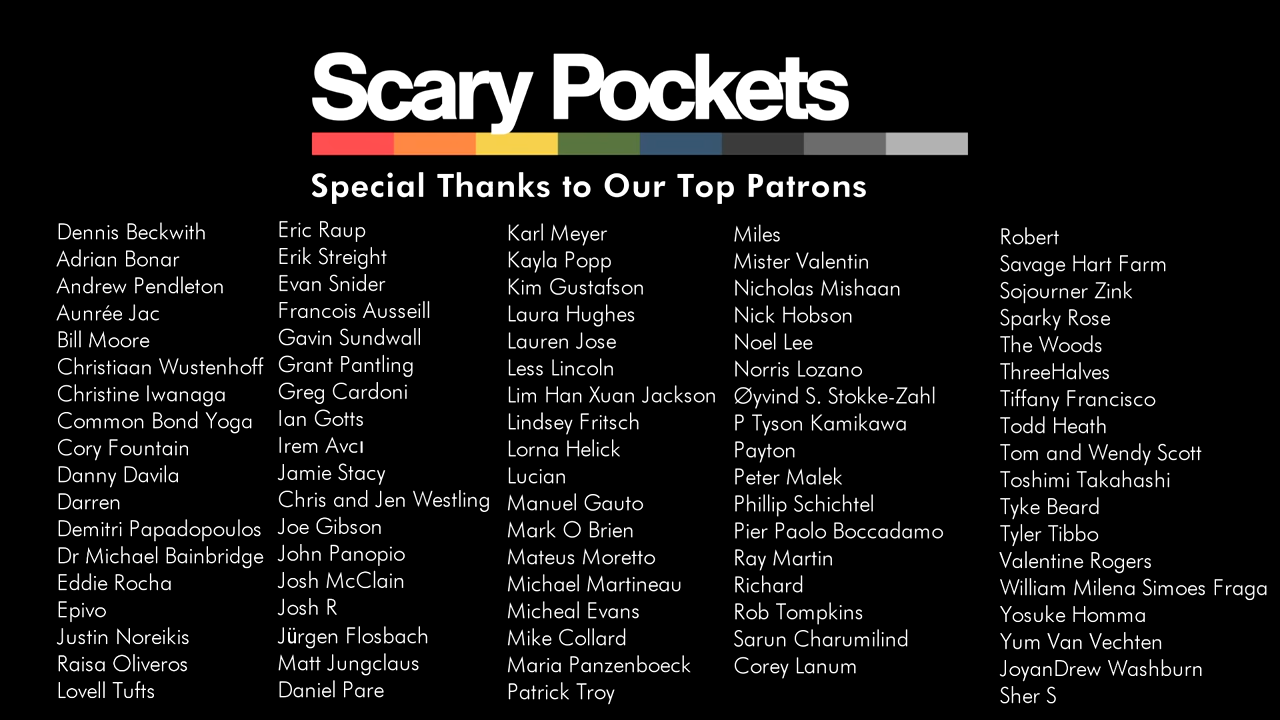 Scary Pockets
Special Thanks to Our Top Patrons
Dennis Beckwith
Adrian Bonar
Andrew Pendleton
Aunrée Jac
Bill Moore
Christiaan Wustenhoff
Christine Iwanaga
Common Bond Yoga
Cory Fountain
Danny Davila
Darren
Demitri Papadopoulos
Dr Michael Bainbridge
Eddie Rocha
Epivo
Justin Noreikis
Raisa Oliveros
Lovell Tufts
Eric Raup
Erik Streight
Evan Snider
Francois Ausseill
Gavin Sundwall
Grant Pantling
Greg Cardoni
Ian Gotts
Irem Avcı
Jamie Stacy
Chris and Jen Westling
Joe Gibson
John Panopio
Josh McClain
Josh R
Jürgen Flosbach
Matt Jungclaus
Daniel Pare
Karl Meyer
Kayla Popp
Kim Gustafson
Laura Hughes
Lauren Jose
Less Lincoln
Lim Han Xuan Jackson
Lindsey Fritsch
Lorna Helick
Lucian
Manuel Gauto
Mark O Brien
Mateus Moretto
Michael Martineau
Micheal Evans
Mike Collard
Maria Panzenboeck
Patrick Troy
Miles
Mister Valentin
Nicholas Mishaan
Nick Hobson
Noel Lee
Norris Lozano
Øyvind S. Stokke-Zahl
P Tyson Kamikawa
Payton
Peter Malek
Phillip Schichtel
Pier Paolo Boccadamo
Ray Martin
Richard
Rob Tompkins
Sarun Charumilind
Corey Lanum
Robert
Savage Hart Farm
Sojourner Zink
Sparky Rose
The Woods
ThreeHalves
Tiffany Francisco
Todd Heath
Tom and Wendy Scott
Toshimi Takahashi
Tyke Beard
Tyler Tibbo
Valentine Rogers
William Milena Simoes Fraga
Yosuke Homma
Yum Van Vechten
JoyanDrew Washburn
Sher S